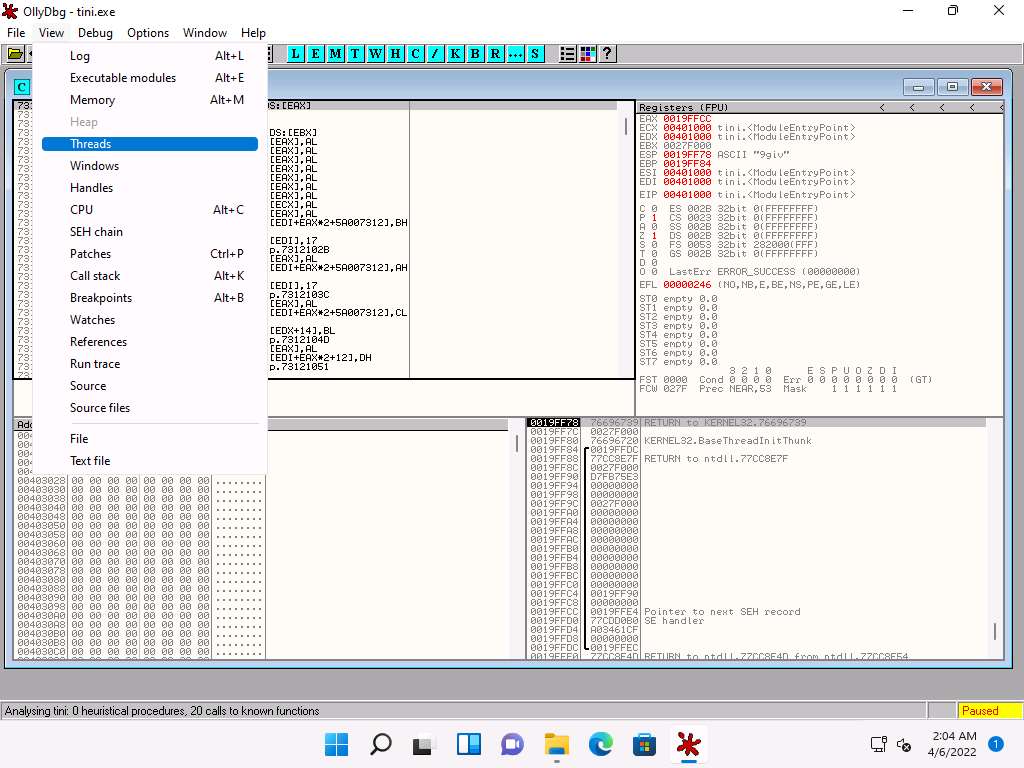 OllyDbg - tini.exe
File View Debug Options Window Help
L E M T W H C / K B R ... S ?
Log Alt+L
Executable modules Alt+E
Memory Alt+M
Heap
Threads
Windows
Handles
CPU Alt+C
SEH chain
Patches Ctrl+P
Call stack Alt+K
Breakpoints Alt+B
Watches
References
Run trace
Source
Source files
File
Text file
C
S:[EAX]
DS:[EBX]
[EAX],AL
[EAX],AL
[EAX],AL
[EAX],AL
[EAX],AL
[EAX],AL
[ECX],AL
[EAX],AL
[EDI+EAX*2+5A007312],BH
[EDI],17
p.7312102B
[EAX],AL
[EDI+EAX*2+5A007312],AH
[EDI],17
p.7312103C
[EAX],AL
[EDI+EAX*2+5A007312],CL
[EDX+14],BL
p.7312104D
[EAX],AL
[EDI+EAX*2+12],DH
p.73121051
Registers (FPU) < < < < <
EAX 0019FFCC
ECX 00401000 tini.<ModuleEntryPoint>
EDX 00401000 tini.<ModuleEntryPoint>
EBX 0027F000
ESP 0019FF78 ASCII "9giv"
EBP 0019FF84
ESI 00401000 tini.<ModuleEntryPoint>
EDI 00401000 tini.<ModuleEntryPoint>
EIP 00401000 tini.<ModuleEntryPoint>
C 0 ES 002B 32bit 0(FFFFFFFF)
P 1 CS 0023 32bit 0(FFFFFFFF)
A 0 SS 002B 32bit 0(FFFFFFFF)
Z 1 DS 002B 32bit 0(FFFFFFFF)
S 0 FS 0053 32bit 282000(FFF)
T 0 GS 002B 32bit 0(FFFFFFFF)
D 0
O 0 LastErr ERROR_SUCCESS (00000000)
EFL 00000246 (NO,NB,E,BE,NS,PE,GE,LE)
ST0 empty 0.0
ST1 empty 0.0
ST2 empty 0.0
ST3 empty 0.0
ST4 empty 0.0
ST5 empty 0.0
ST6 empty 0.0
ST7 empty 0.0
3 2 1 0 E S P U O Z D I
FST 0000 Cond 0 0 0 0 Err 0 0 0 0 0 0 0 0 (GT)
FCW 027F Prec NEAR,53 Mask 1 1 1 1 1 1
00403028 00 00 00 00 00 00 00 00 ........
00403030 00 00 00 00 00 00 00 00 ........
00403038 00 00 00 00 00 00 00 00 ........
00403040 00 00 00 00 00 00 00 00 ........
00403048 00 00 00 00 00 00 00 00 ........
00403050 00 00 00 00 00 00 00 00 ........
00403058 00 00 00 00 00 00 00 00 ........
00403060 00 00 00 00 00 00 00 00 ........
00403068 00 00 00 00 00 00 00 00 ........
00403070 00 00 00 00 00 00 00 00 ........
00403078 00 00 00 00 00 00 00 00 ........
00403080 00 00 00 00 00 00 00 00 ........
00403088 00 00 00 00 00 00 00 00 ........
00403090 00 00 00 00 00 00 00 00 ........
00403098 00 00 00 00 00 00 00 00 ........
004030A0 00 00 00 00 00 00 00 00 ........
004030A8 00 00 00 00 00 00 00 00 ........
004030B0 00 00 00 00 00 00 00 00 ........
004030B8 00 00 00 00 00 00 00 00 ........
004030C0 00 00 00 00 00 00 00 00 ........
0019FF78 76696739 RETURN to KERNEL32.76696739
0019FF7C 0027F000
0019FF80 76696720 KERNEL32.BaseThreadInitThunk
0019FF84 0019FFDC
0019FF88 77CC8E7F RETURN to ntdll.77CC8E7F
0019FF8C 0027F000
0019FF90 D7FB75E3
0019FF94 00000000
0019FF98 00000000
0019FF9C 0027F000
0019FFA0 00000000
0019FFA4 00000000
0019FFA8 00000000
0019FFAC 00000000
0019FFB0 00000000
0019FFB4 00000000
0019FFB8 00000000
0019FFBC 00000000
0019FFC0 00000000
0019FFC4 0019FF90
0019FFC8 00000000
0019FFCC 0019FFE4 Pointer to next SEH record
0019FFD0 77CDD0B0 SE handler
0019FFD4 A03461CF
0019FFD8 00000000
0019FFDC 0019FFEC
0019FFE0 77CC8E4D RETURN to ntdll.77CC8E4D from ntdll.77CC8E54
Analysing tini: 0 heuristical procedures, 20 calls to known functions Paused
2:04 AM
4/6/2022 1